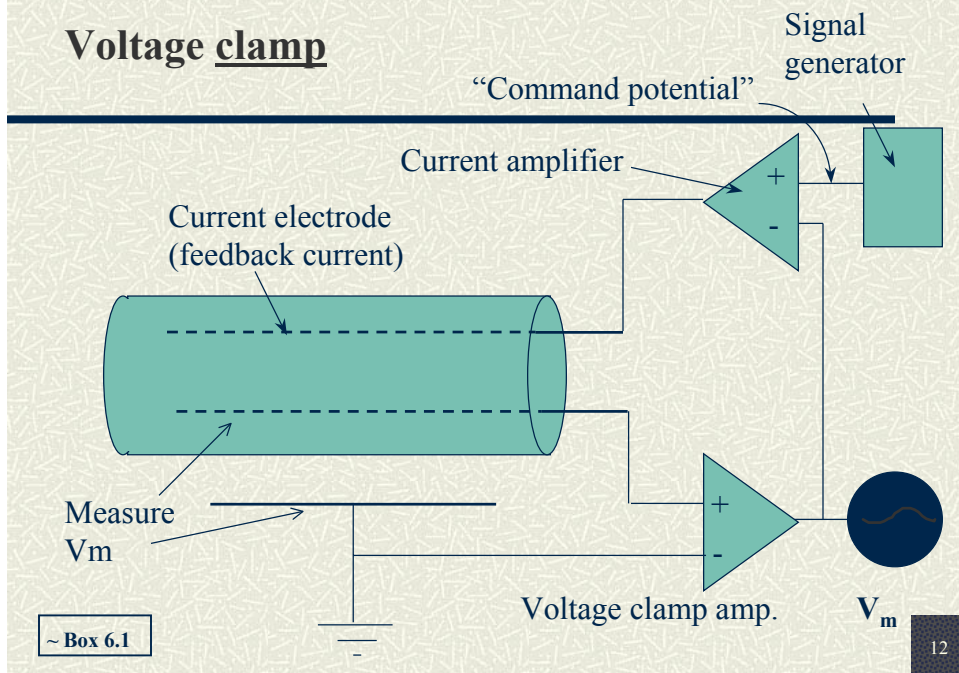 Voltage clamp
Signal
generator
“Command potential”
Current amplifier
+
-
Current electrode
(feedback current)
Measure
Vm
+
-
Voltage clamp amp.
Vm
~ Box 6.1
12